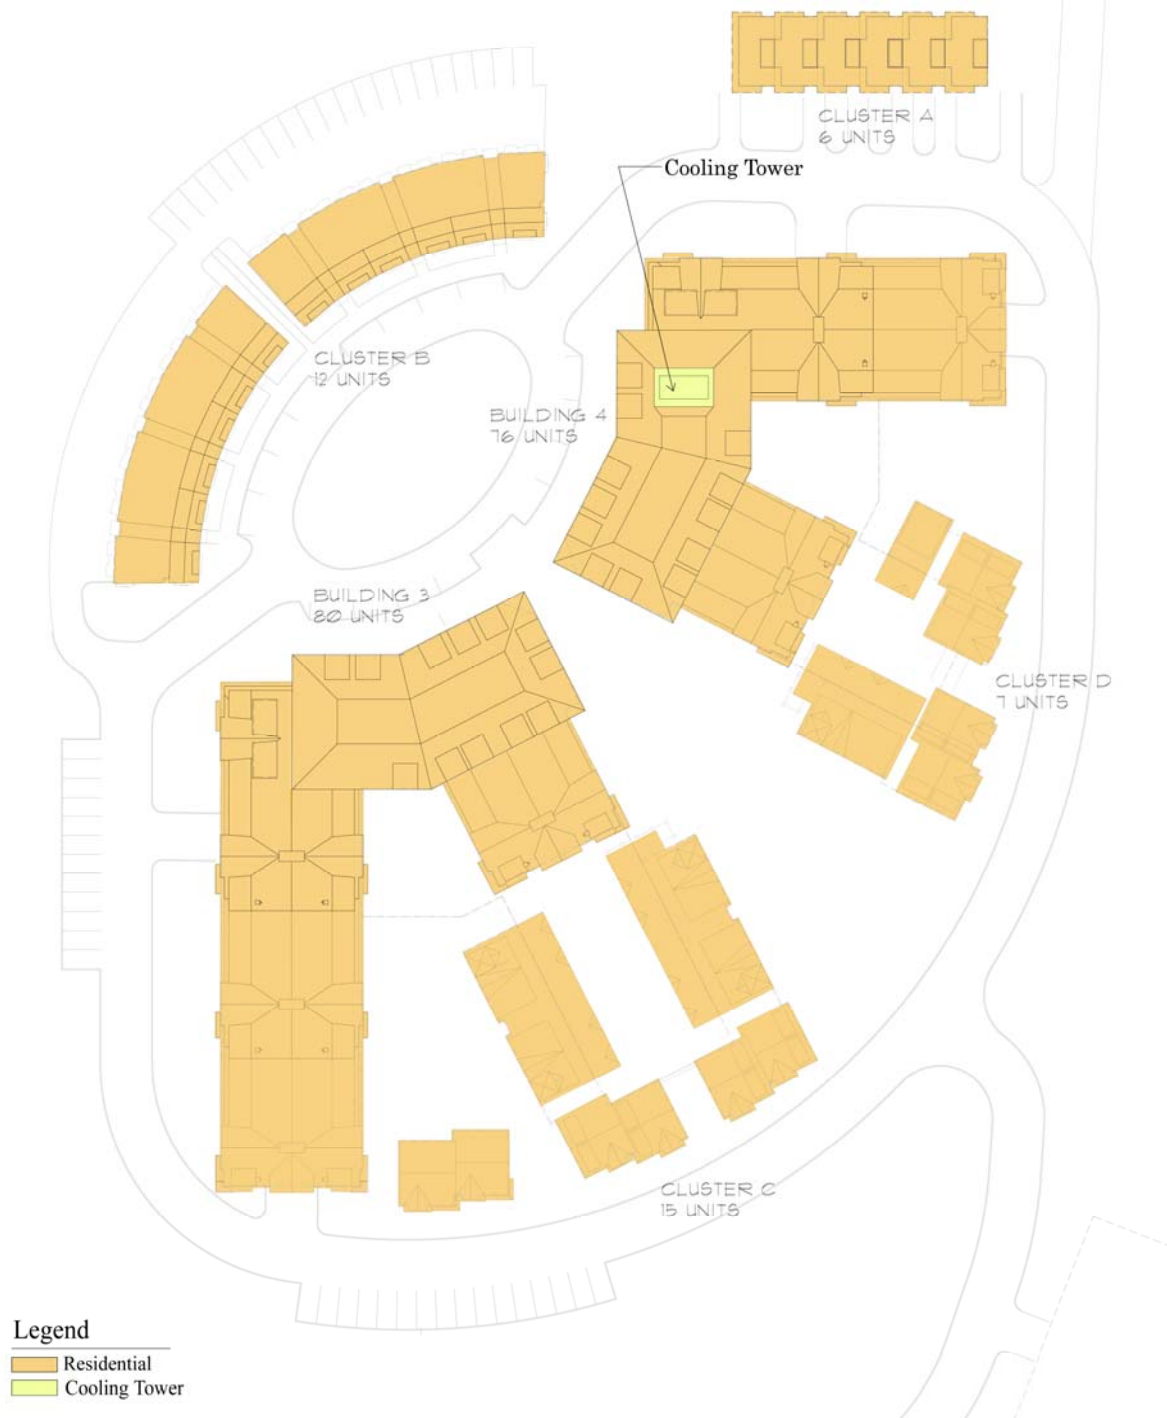 CLUSTER A
6 UNITS
Cooling Tower
CLUSTER B
12 UNITS
BUILDING 4
76 UNITS
BUILDING 3
80 UNITS
CLUSTER D
7 UNITS
CLUSTER C
15 UNITS
Legend
Residential
Cooling Tower